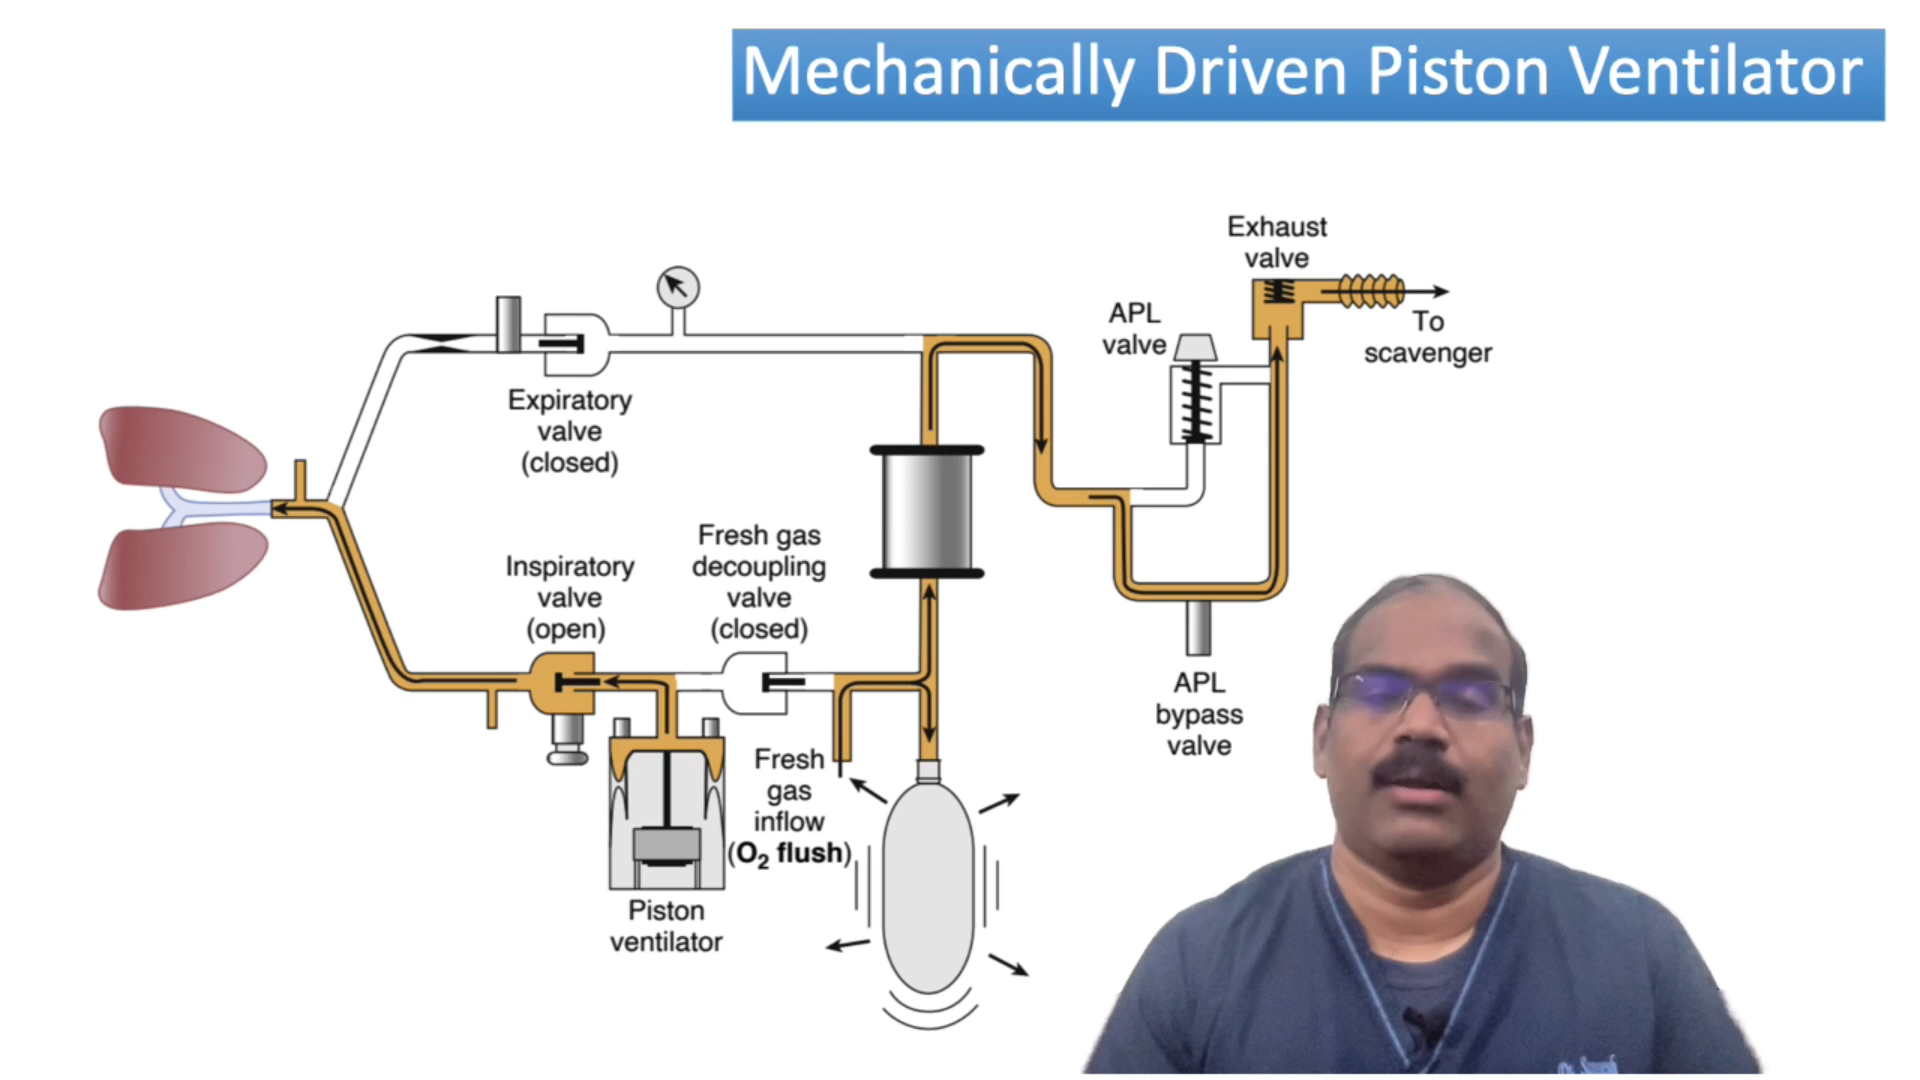 Mechanically Driven Piston Ventilator
Exhaust
valve
APL
valve
To
scavenger
Expiratory
valve
(closed)
Fresh gas
decoupling
valve
(closed)
Inspiratory
valve
(open)
APL
bypass
valve
Fresh
gas
inflow
(O₂ flush)
Piston
ventilator